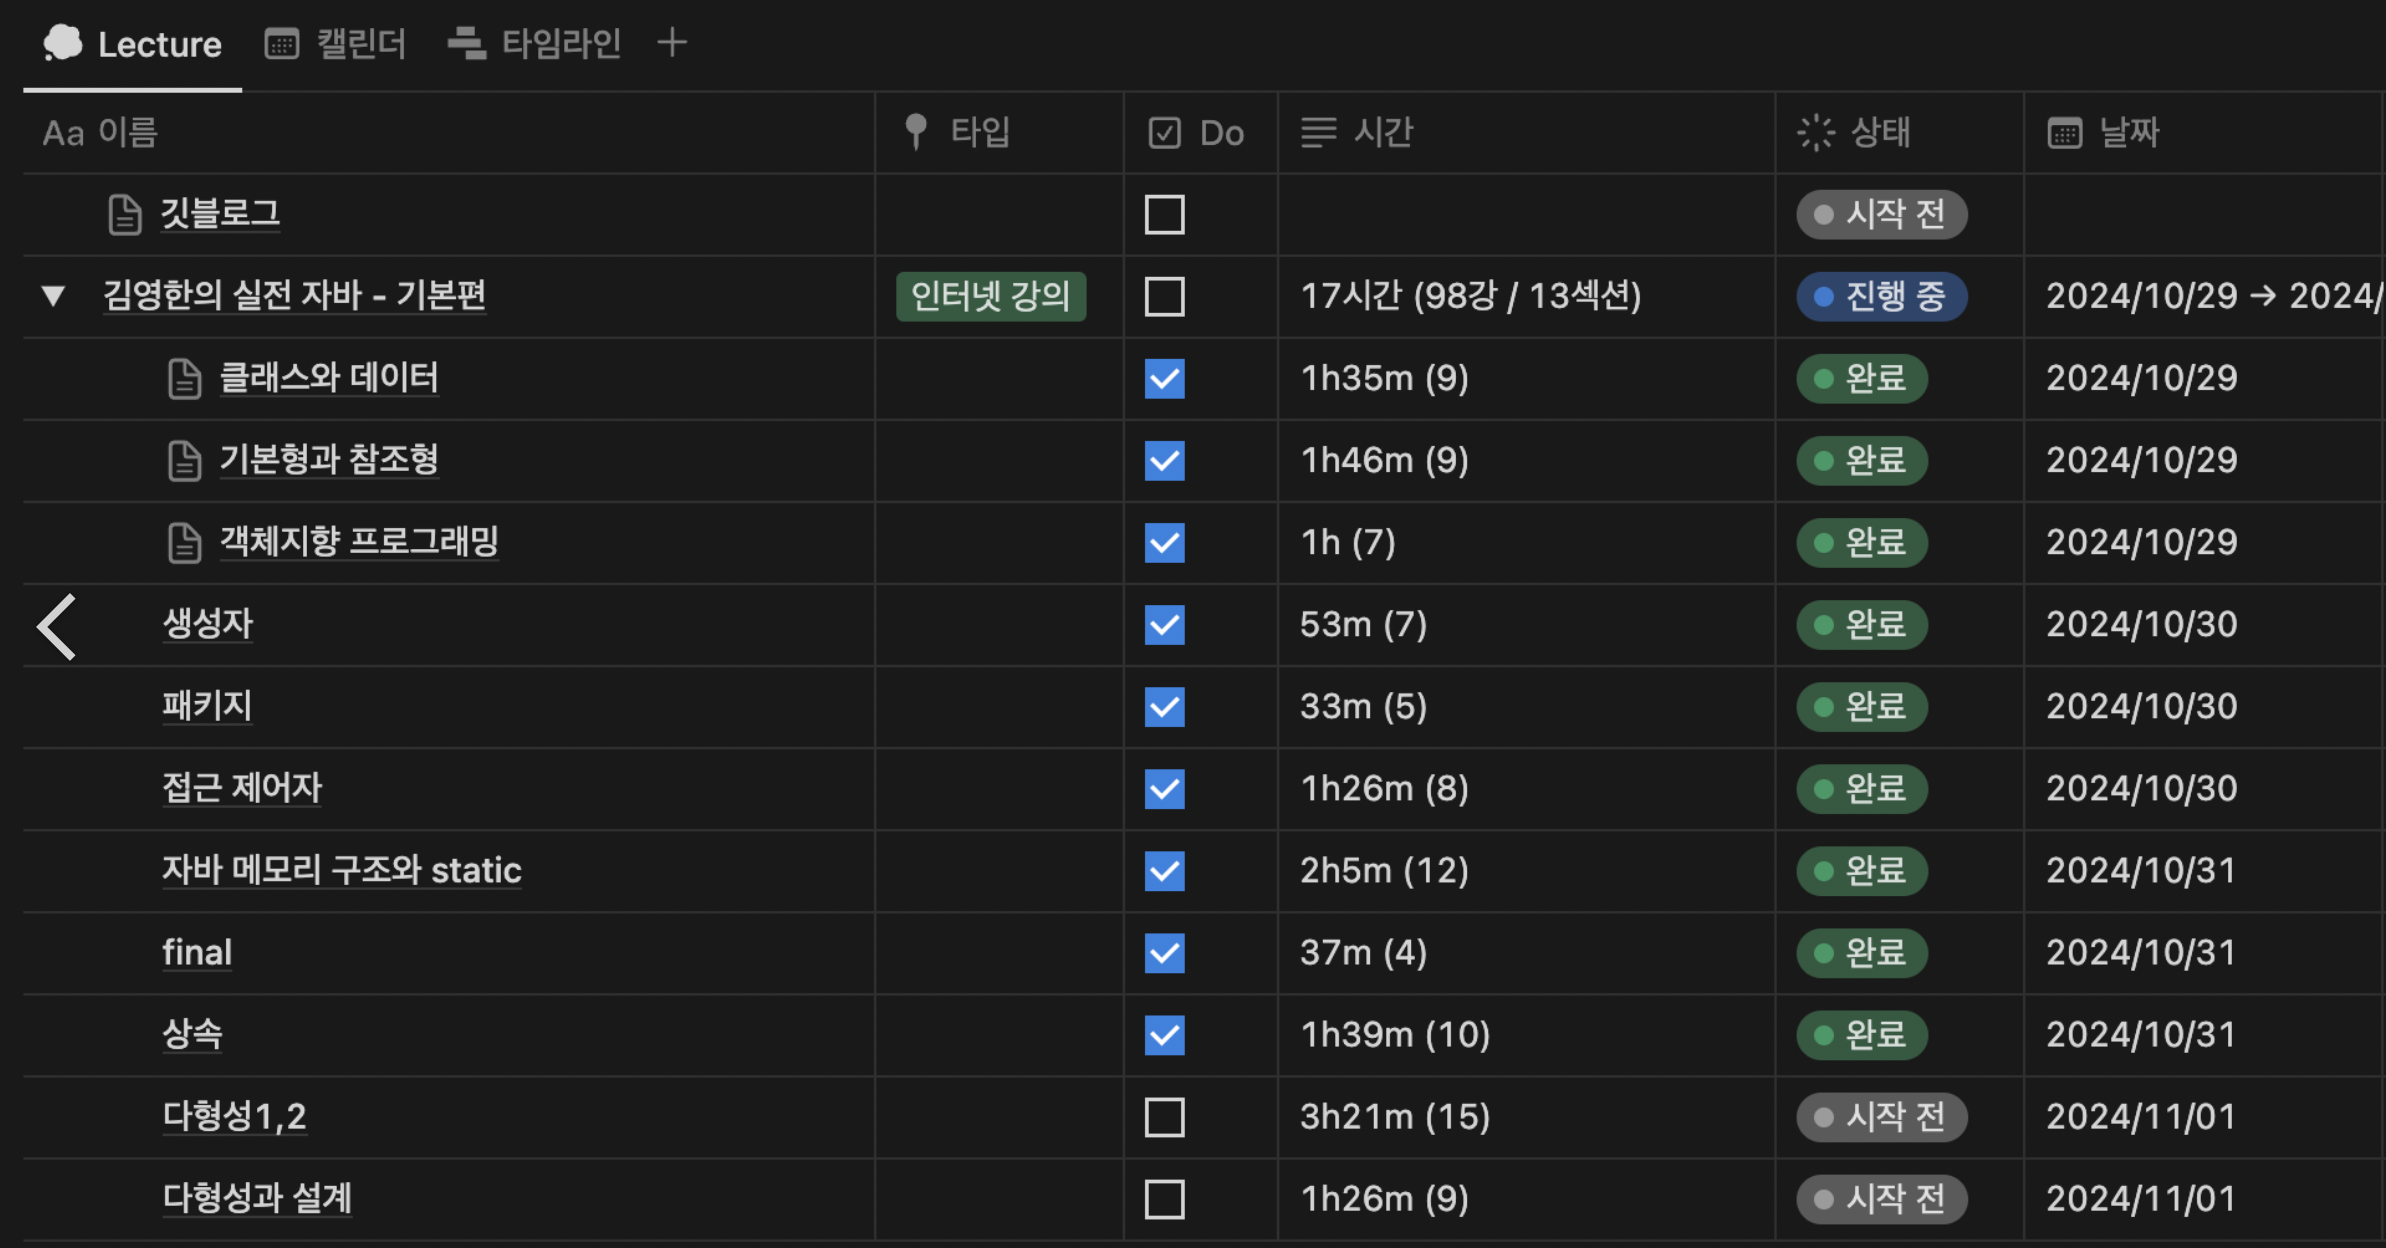 Lecture 캘린더 타임라인
Aa 이름 타입 Do 시간 상태 날짜
깃블로그 시작 전
김영한의 실전 자바 - 기본편 인터넷 강의 17시간 (98강 / 13섹션) 진행 중 2024/10/29 → 2024/
클래스와 데이터 1h35m (9) 완료 2024/10/29
기본형과 참조형 1h46m (9) 완료 2024/10/29
객체지향 프로그래밍 1h (7) 완료 2024/10/29
생성자 53m (7) 완료 2024/10/30
패키지 33m (5) 완료 2024/10/30
접근 제어자 1h26m (8) 완료 2024/10/30
자바 메모리 구조와 static 2h5m (12) 완료 2024/10/31
final 37m (4) 완료 2024/10/31
상속 1h39m (10) 완료 2024/10/31
다형성1,2 3h21m (15) 시작 전 2024/11/01
다형성과 설계 1h26m (9) 시작 전 2024/11/01